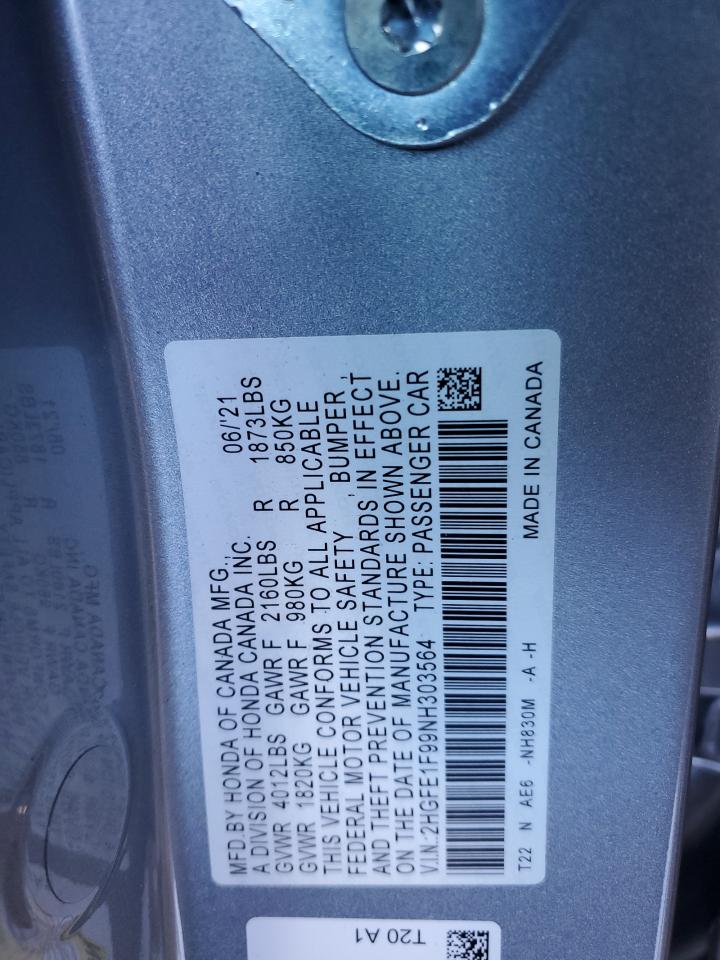 MFD.BY HONDA OF CANADA MFG., 06/'21
A DIVISION OF HONDA CANADA INC.
GVWR 4012LBS GAWR F 2160LBS R 1873LBS
GVWR 1820KG GAWR F 980KG R 850KG
THIS VEHICLE CONFORMS TO ALL APPLICABLE
FEDERAL MOTOR VEHICLE SAFETY, BUMPER,
AND THEFT PREVENTION STANDARDS IN EFFECT
ON THE DATE OF MANUFACTURE SHOWN ABOVE.
V.I.N.:2HGFE1F99NH303564 TYPE: PASSENGER CAR
T22 N AE6 -NH830M -A -H MADE IN CANADA
T20 A1